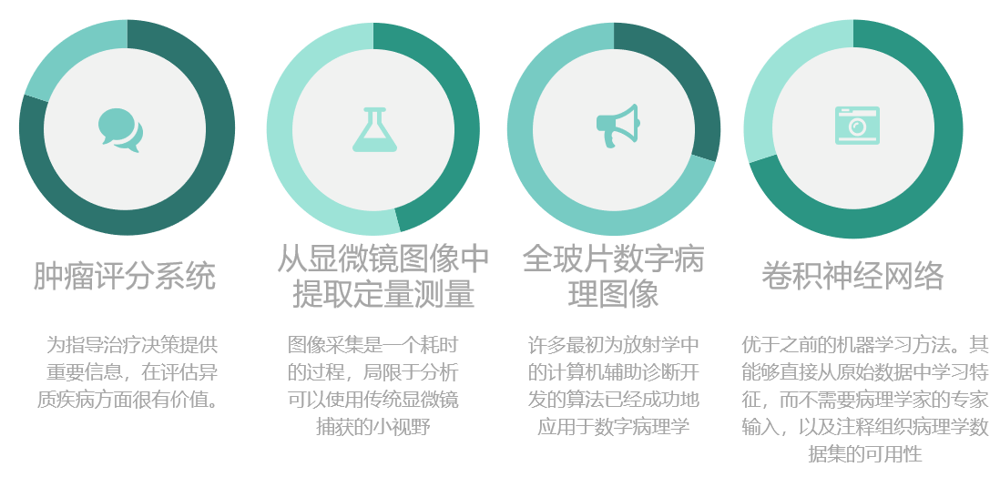 肿瘤评分系统
为指导治疗决策提供
重要信息，在评估异
质疾病方面很有价值。
从显微镜图像中
提取定量测量
图像采集是一个耗时
的过程，局限于分析
可以使用传统显微镜
捕获的小视野
全玻片数字病
理图像
许多最初为放射学中
的计算机辅助诊断开
发的算法已经成功地
应用于数字病理学
卷积神经网络
优于之前的机器学习方法。其
能够直接从原始数据中学习特
征，而不需要病理学家的专家
输入，以及注释组织病理学数
据集的可用性